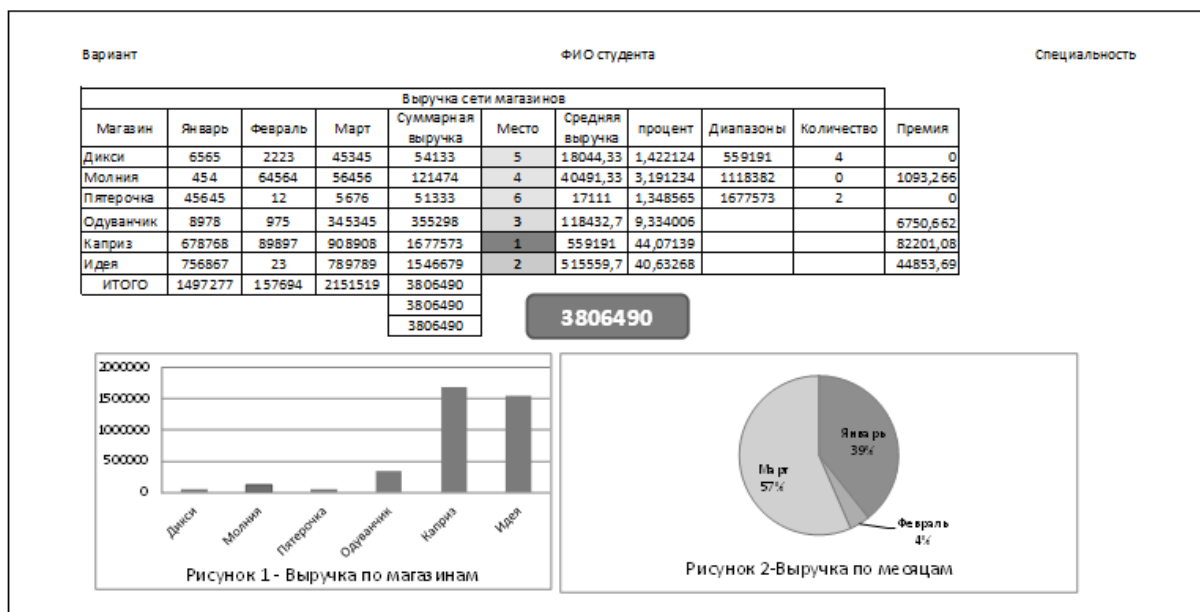 Вариант ФИО студента Специальность
Выручка сети магазинов
Магазин Январь Февраль Март Суммарная выручка Место Средняя выручка процент Диапазоны Количество Премия
Дикси 6565 2223 45345 54133 5 18044,33 1,422124 559191 4 0
Молния 454 64564 56456 121474 4 40491,33 3,191234 1118382 0 1093,266
Пятерочка 45645 12 5676 51333 6 17111 1,348565 1677573 2 0
Одуванчик 8978 975 345345 355298 3 118432,7 9,334006 6750,662
Каприз 678768 89897 908908 1677573 1 559191 44,07139 82201,08
Идея 756867 23 789789 1546679 2 515559,7 40,63268 44853,69
ИТОГО 1497277 157694 2151519 3806490
3806490
3806490
3806490
2000000
1500000
1000000
500000
0
Дикси Молния Пятерочка Одуванчик Каприз Идея
Рисунок 1 - Выручка по магазинам
Январь
39%
Март
57%
Февраль
4%
Рисунок 2-Выручка по месяцам